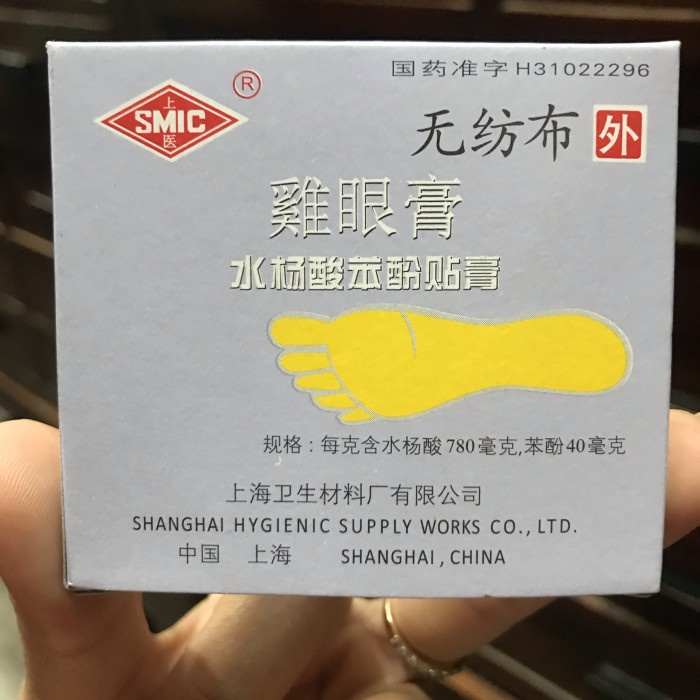 国药准字H31022296
上
SMIC
医
®
无纺布 外
雞眼膏
水杨酸苯酚贴膏
规格：每克含水杨酸780毫克,苯酚40毫克
上海卫生材料厂有限公司
SHANGHAI HYGIENIC SUPPLY WORKS CO., LTD.
中国 上海 SHANGHAI, CHINA